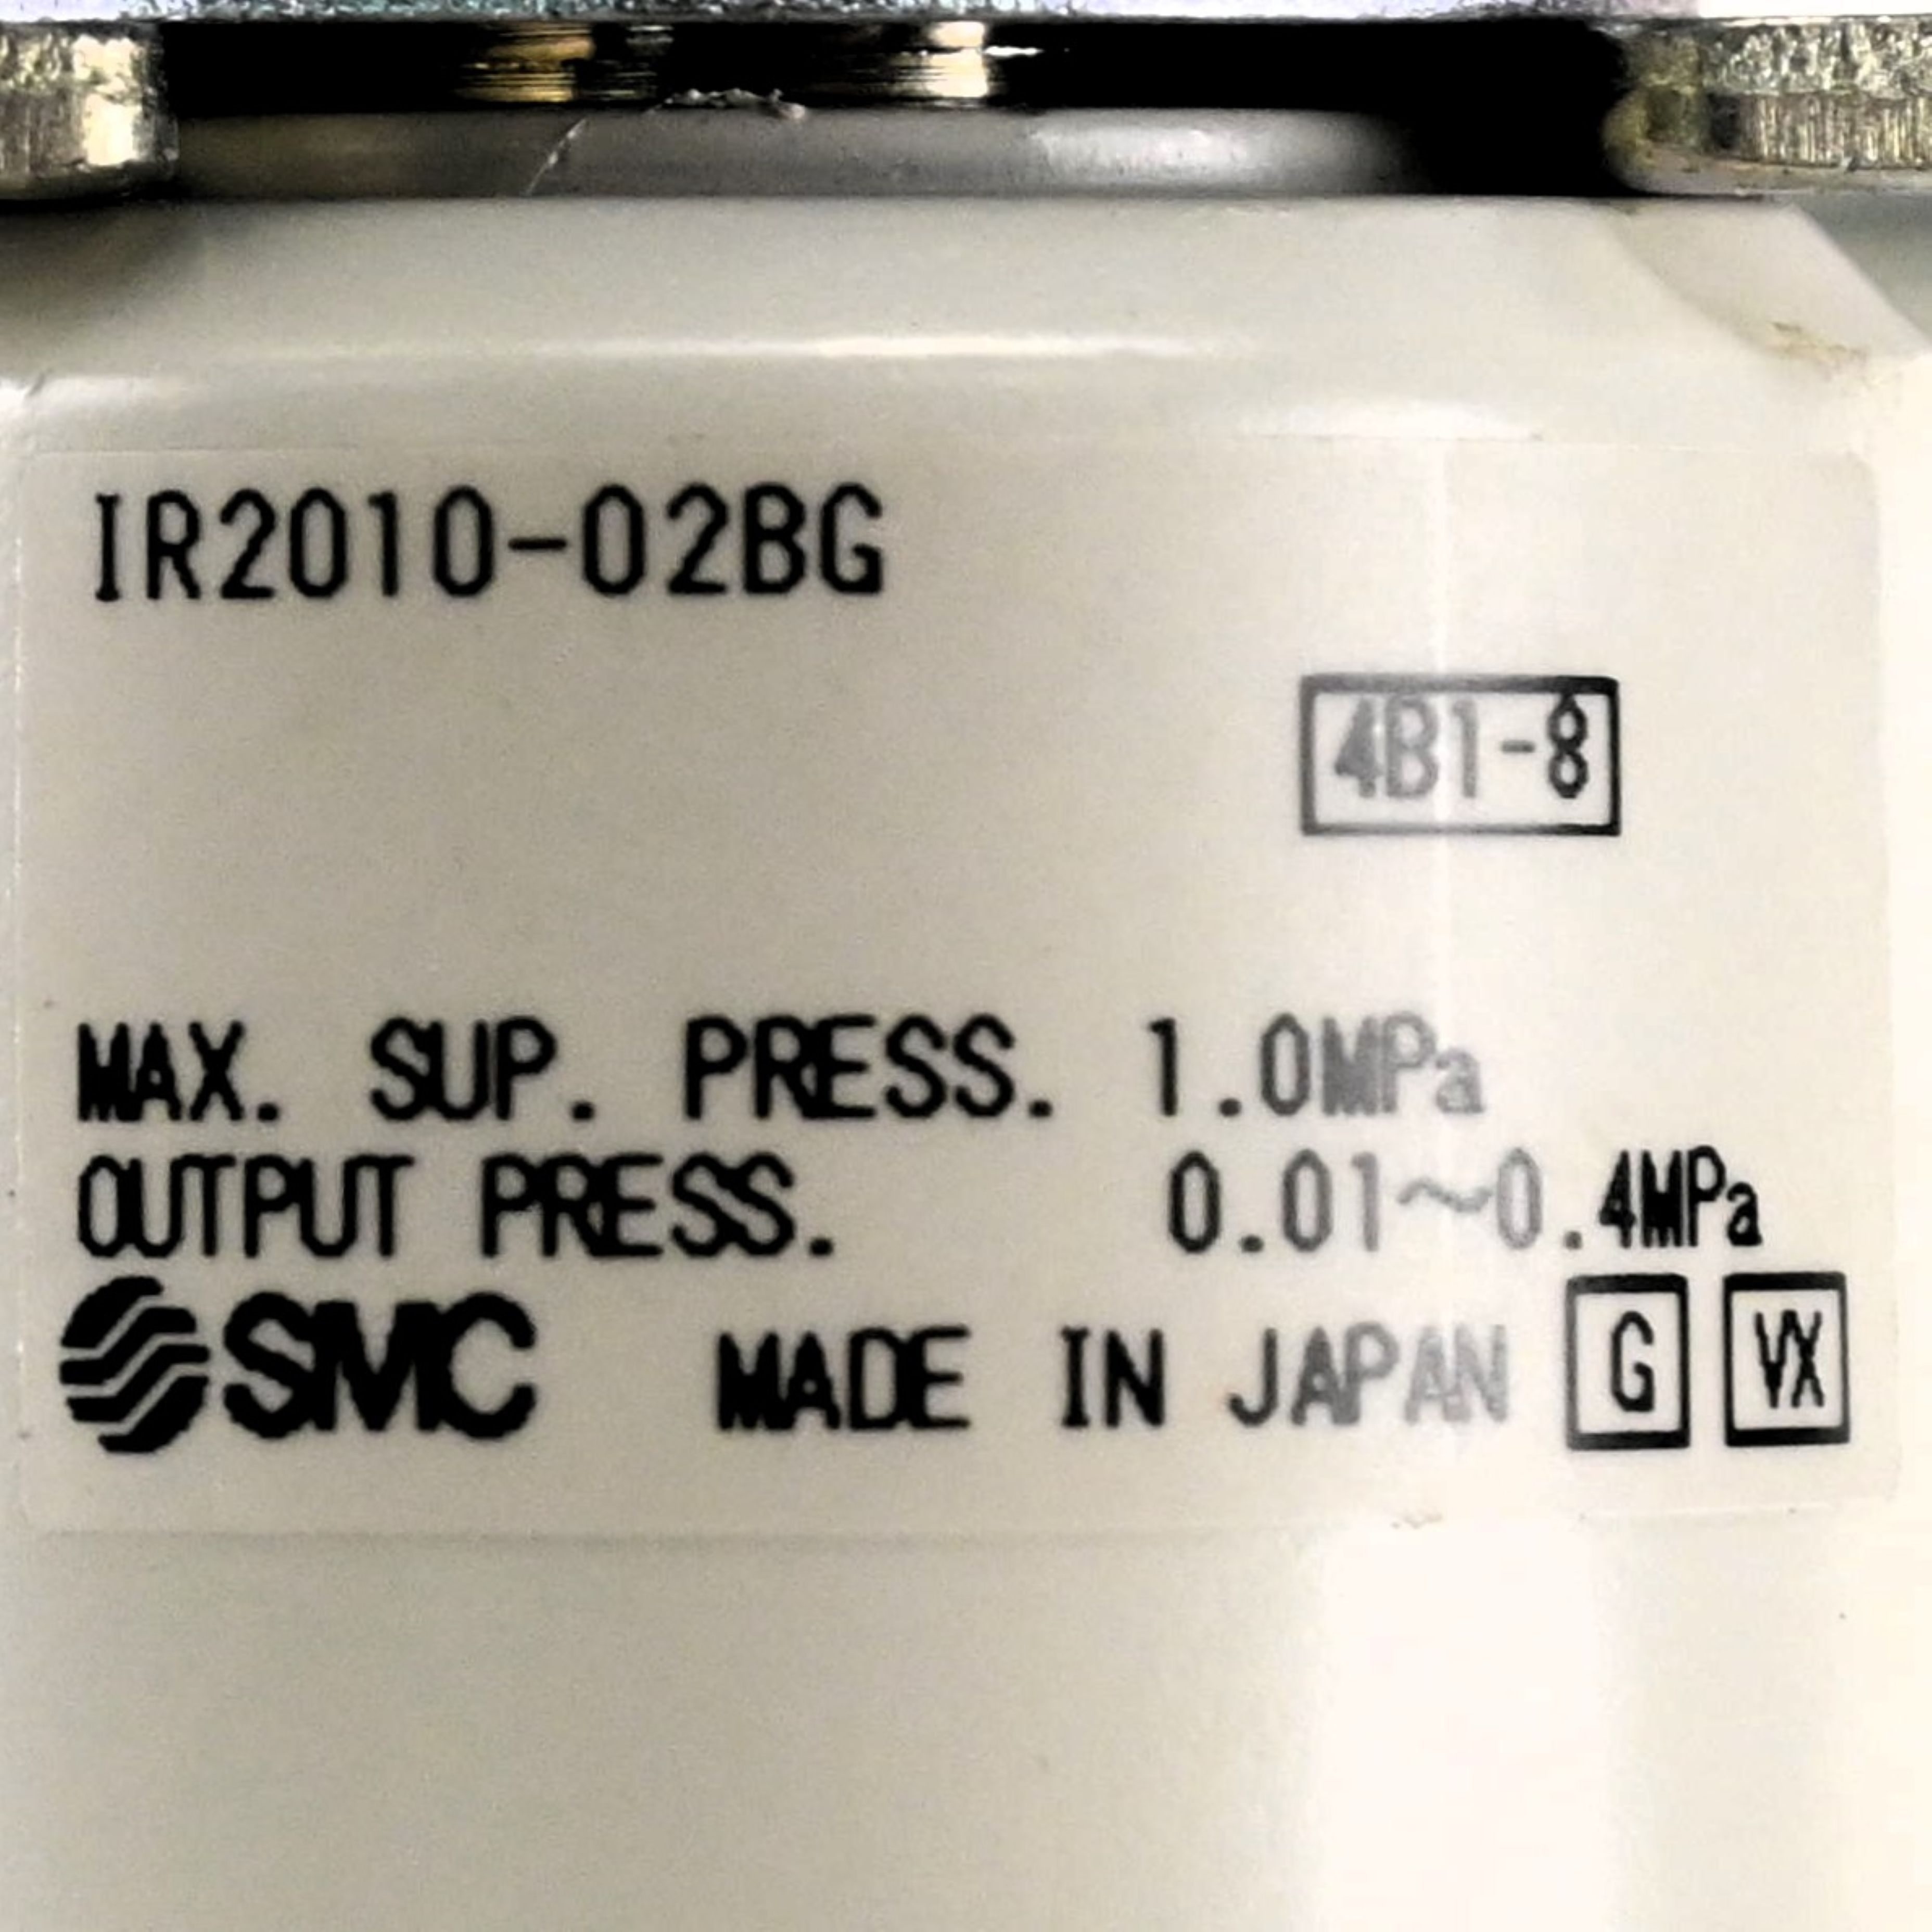 IR2010-02BG
4B1-8
MAX. SUP. PRESS. 1.0MPa
OUTPUT PRESS. 0.01~0.4MPa
SMC MADE IN JAPAN G VX